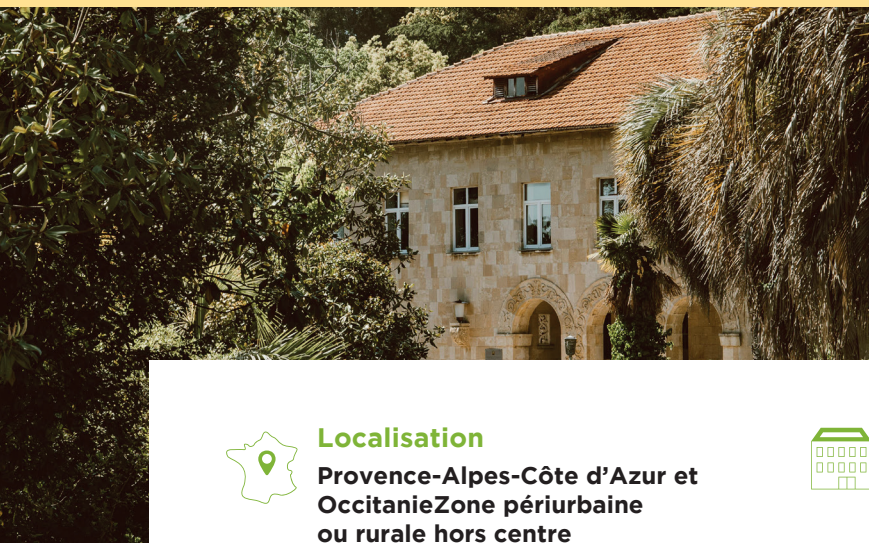 Localisation
Provence-Alpes-Côte d’Azur et
OccitanieZone périurbaine
ou rurale hors centre